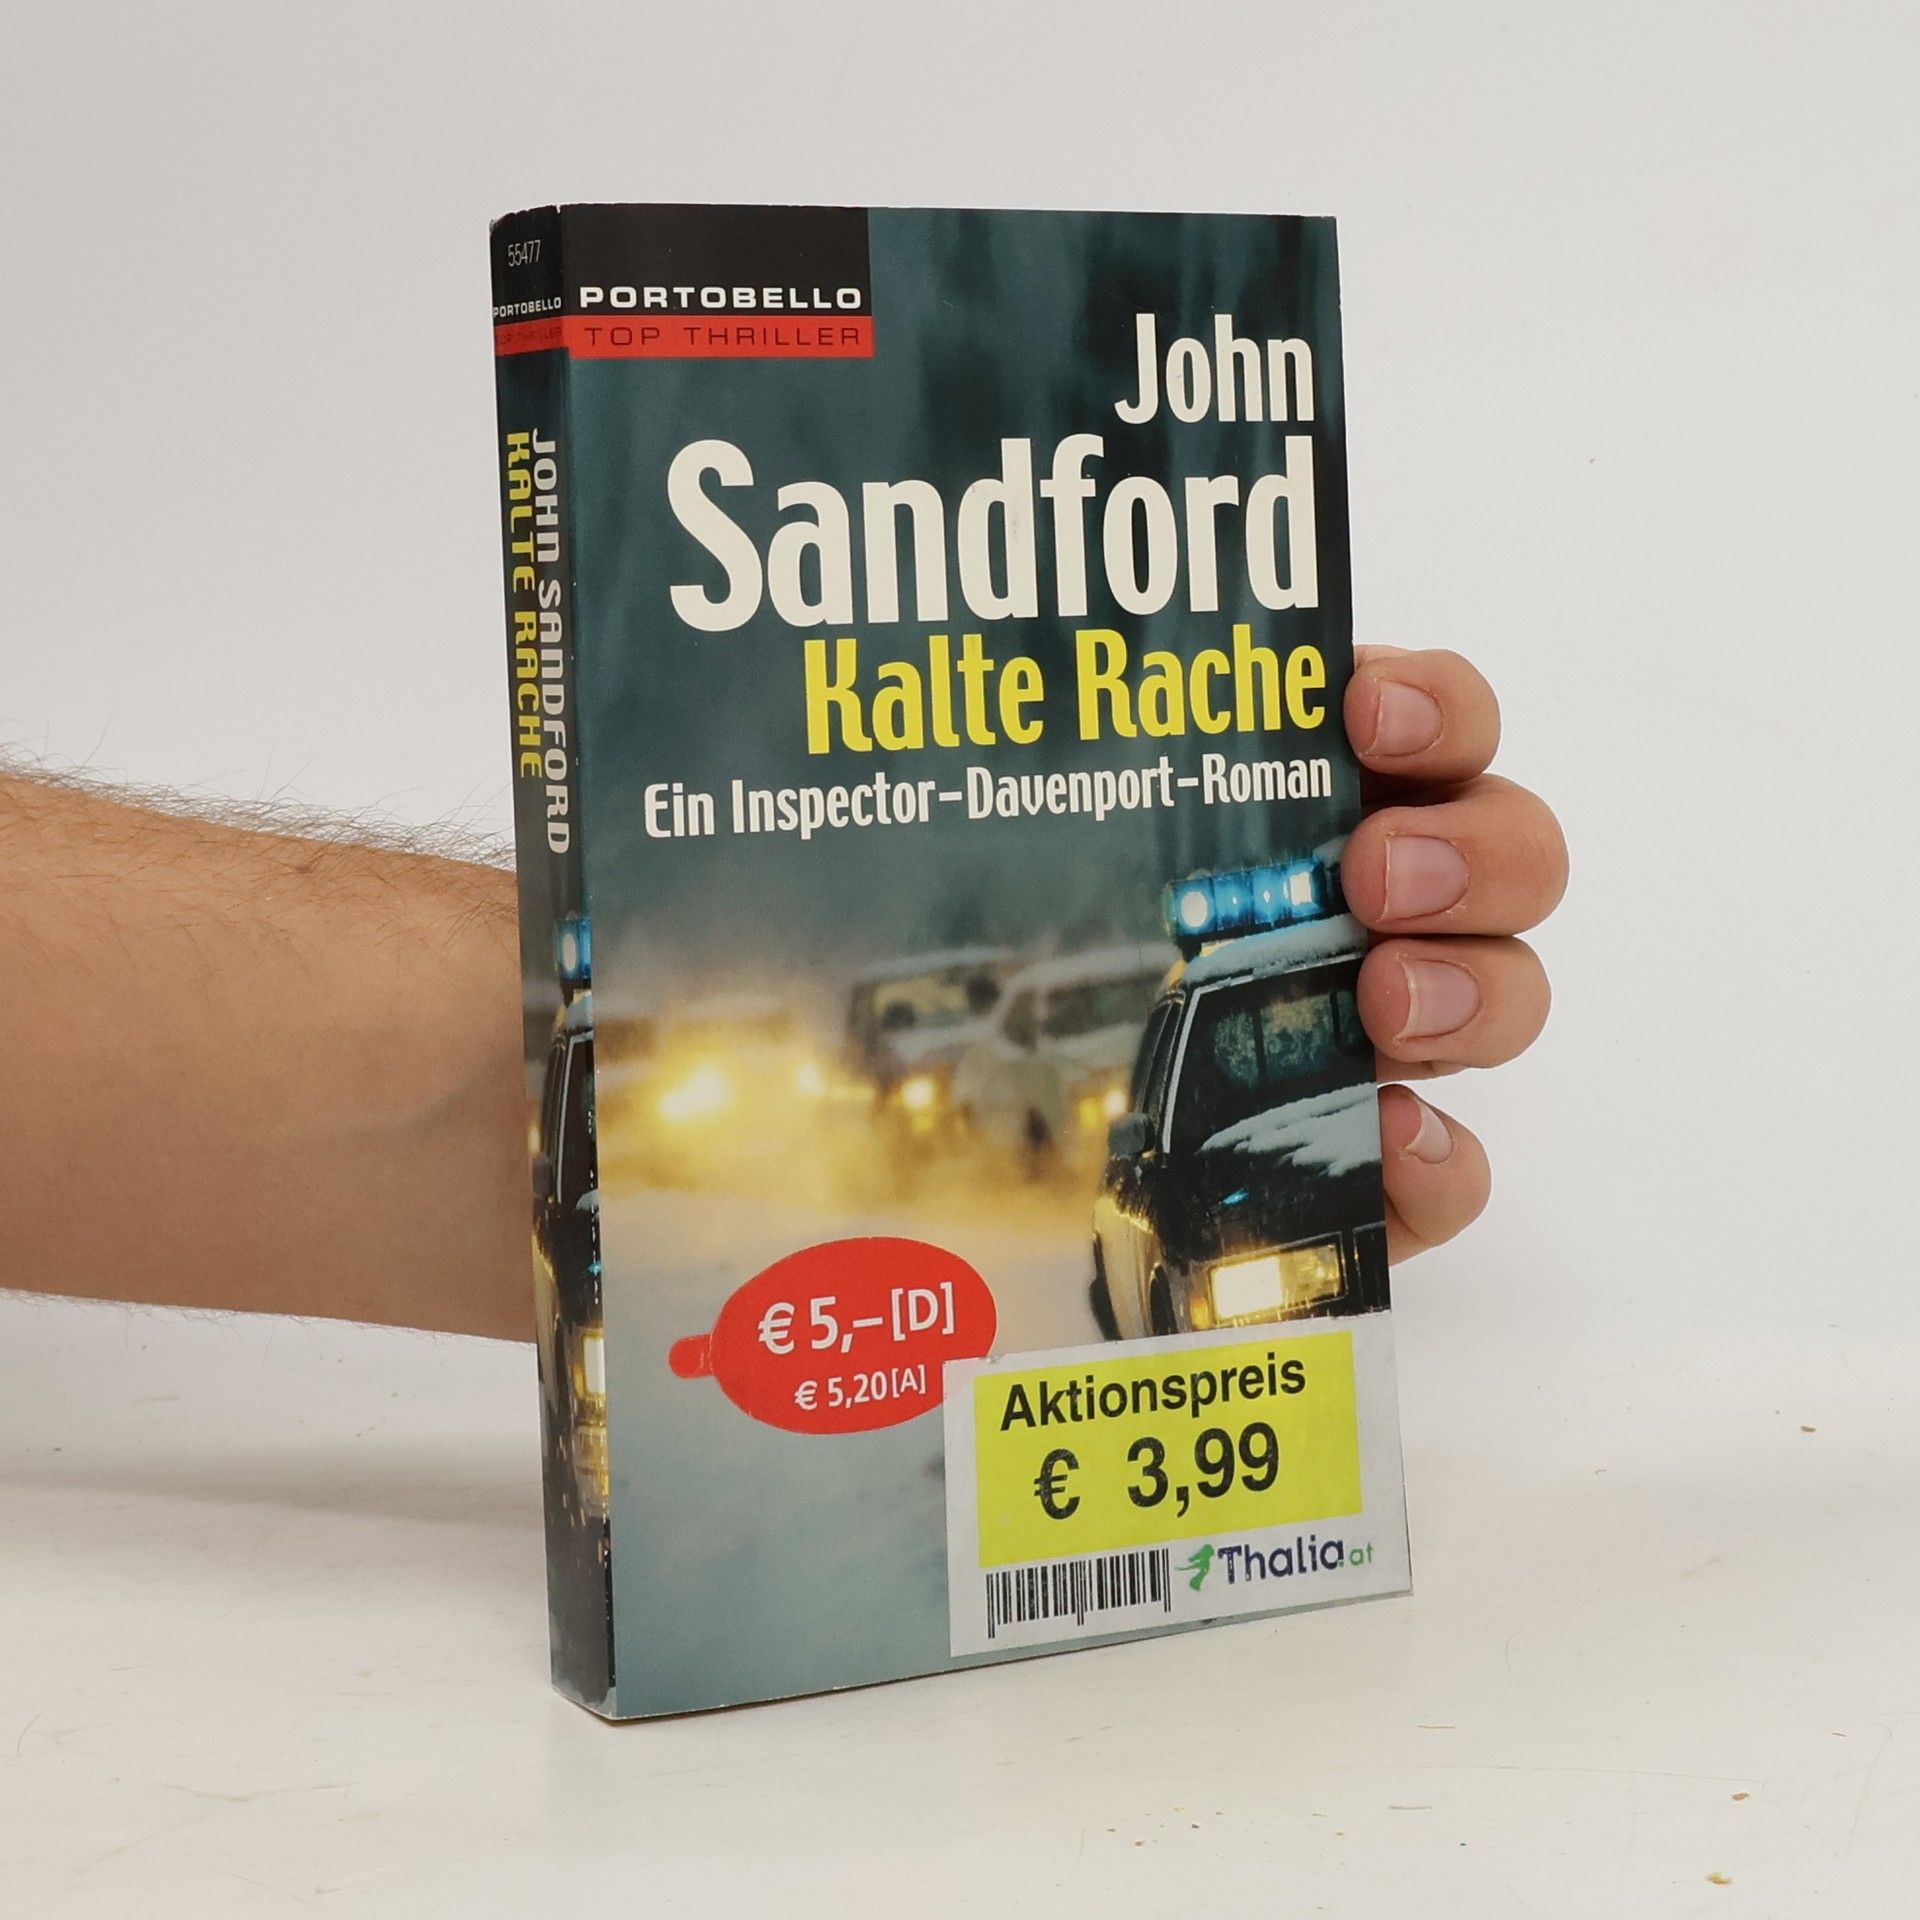 55477
PORTOBELLO
TOP THRILLER
JOHN SANDFORD
KALTE RACHE
PORTOBELLO
TOP THRILLER
John
Sandford
Kalte Rache
Ein Inspector-Davenport-Roman
€ 5,– [D]
€ 5,20 [A]
Aktionspreis
€ 3,99
Thalia.at